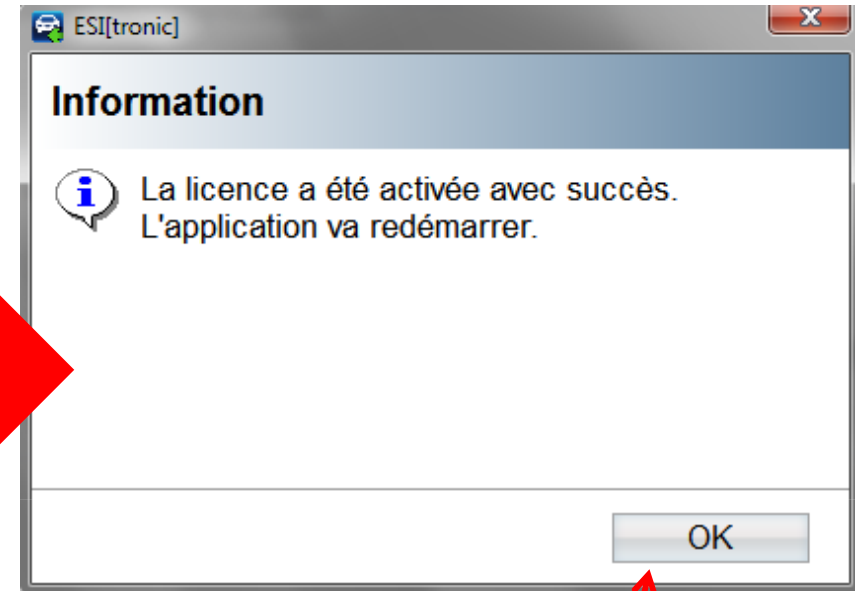 ESI[tronic]
Information
La licence a été activée avec succès.
L'application va redémarrer.
OK